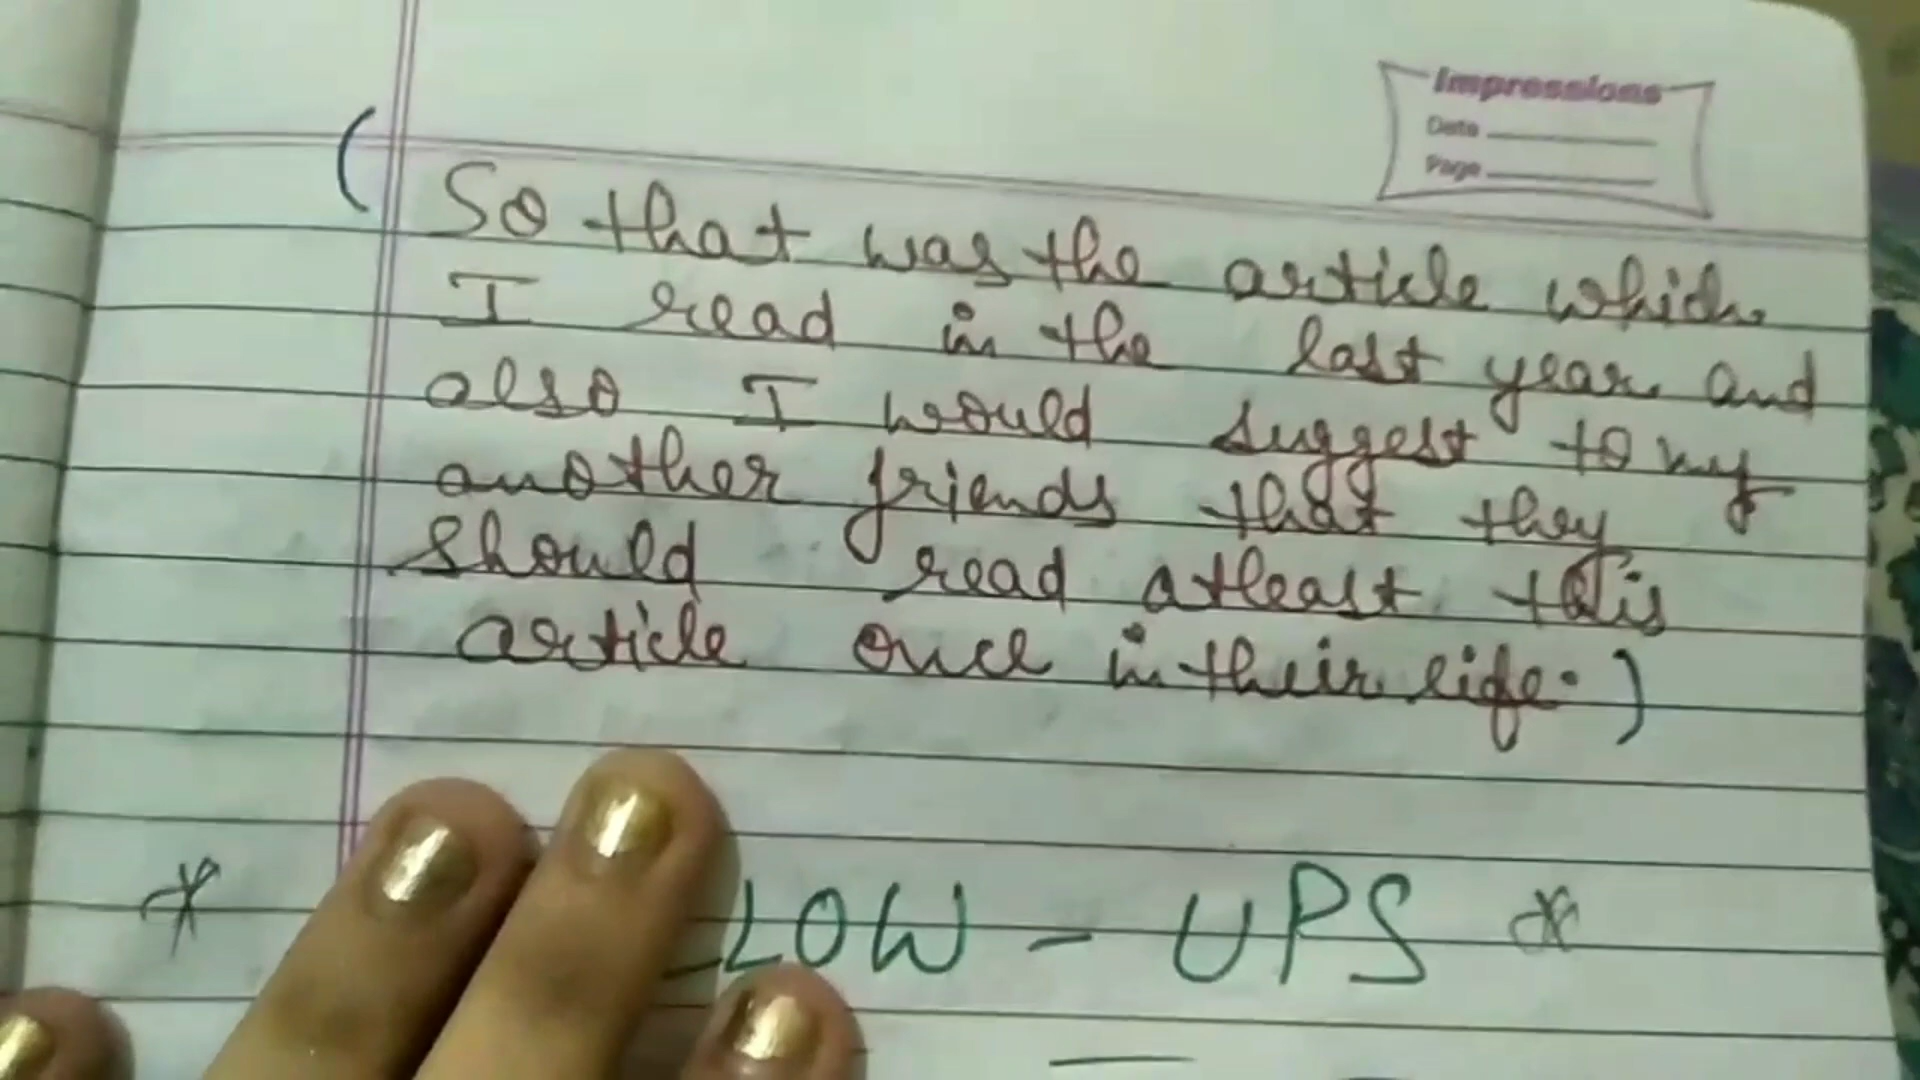 Impressions
Date
Page
(So that was the article which
I read in the last year and
also I would suggest to my
another friends that they
should read atleast this
article once in their life.)
* LLOW - UPS *